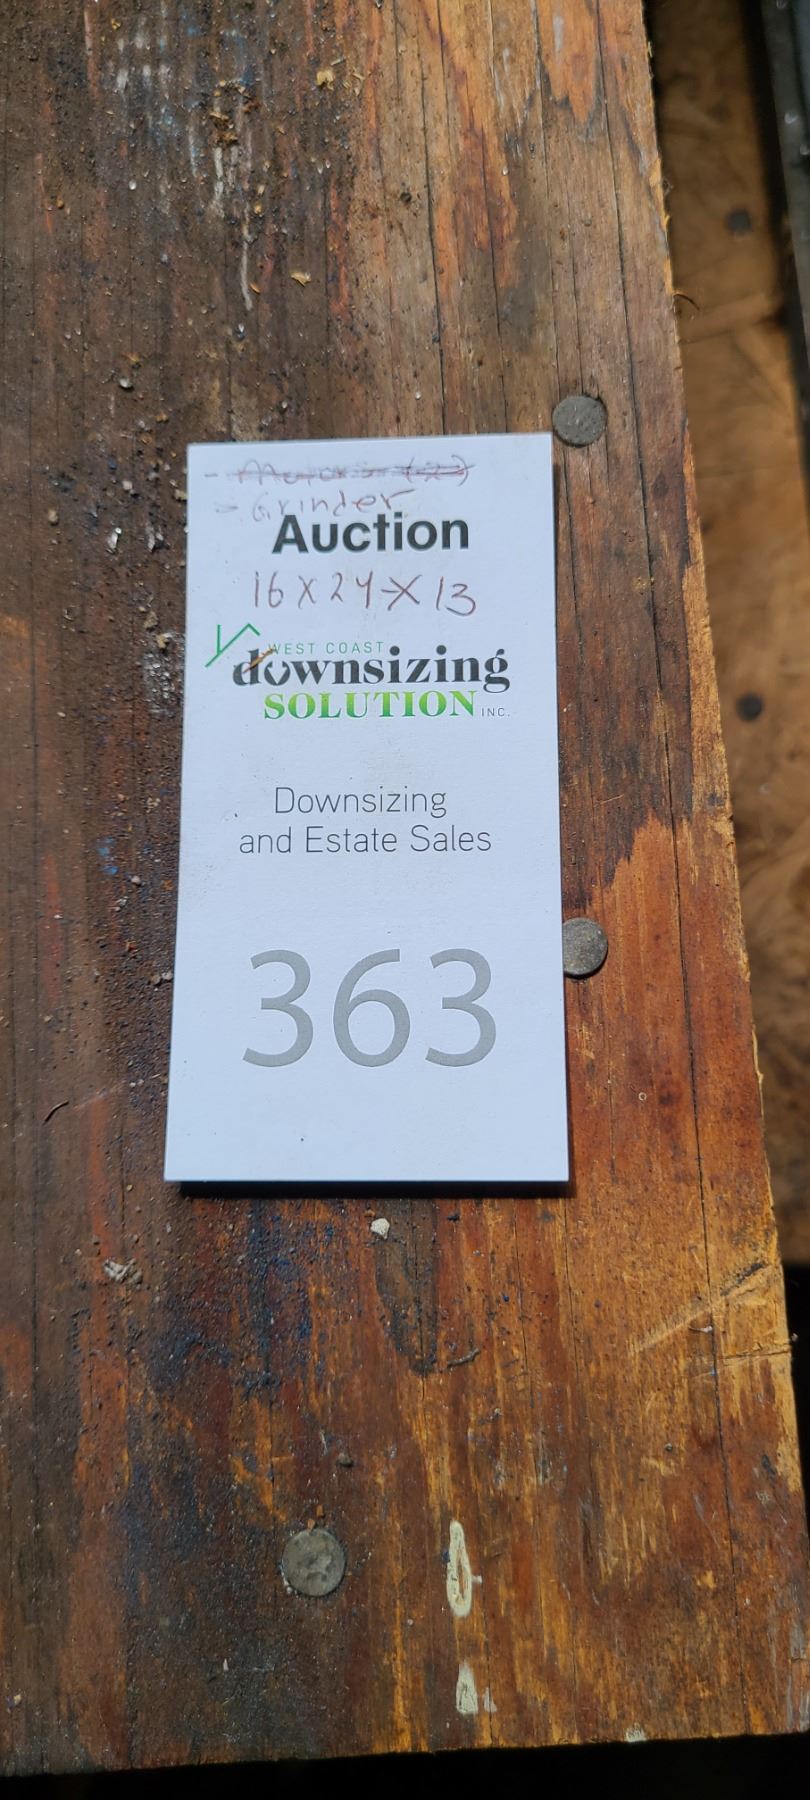 - Grinder
Auction
16 X 24 X 13
WEST COAST
downsizing
SOLUTION INC.
Downsizing
and Estate Sales
363